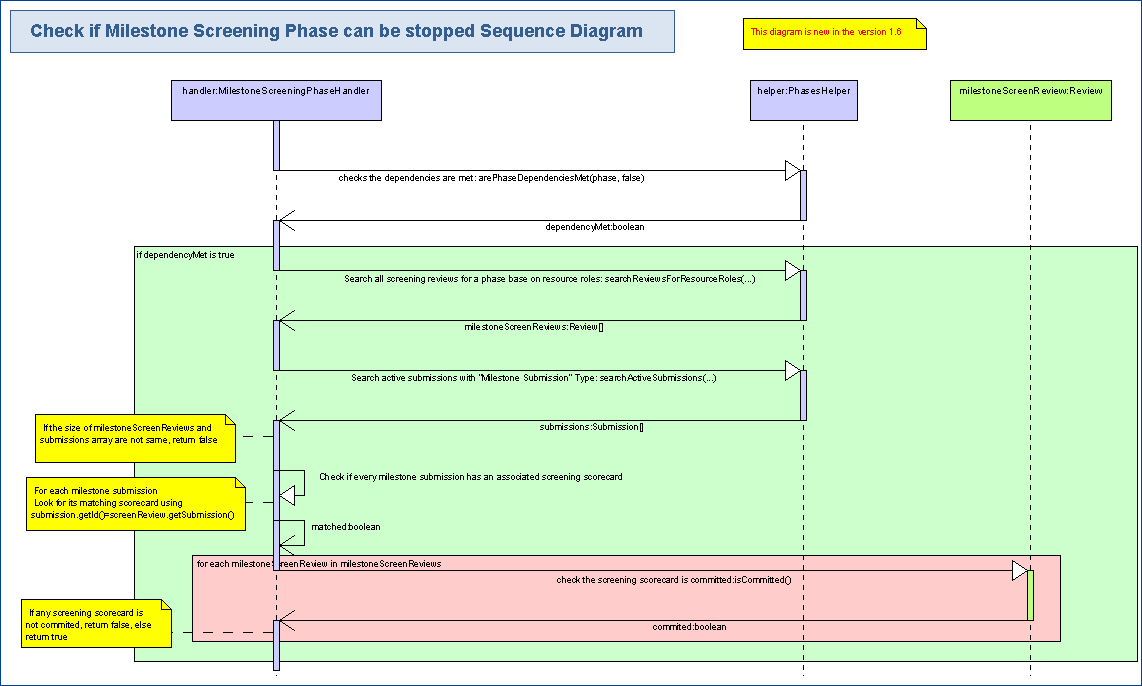 Check if Milestone Screening Phase can be stopped Sequence Diagram
This diagram is new in the version 1.6
handler:MilestoneScreeningPhaseHandler
helper:PhasesHelper
milestoneScreenReview:Review
checks the dependencies are met: arePhaseDependenciesMet(phase, false)
dependencyMet:boolean
if dependencyMet is true
Search all screening reviews for a phase base on resource roles: searchReviewsForResourceRoles(...)
milestoneScreenReviews:Review[]
Search active submissions with "Milestone Submission" Type: searchActiveSubmissions(...)
submissions:Submission[]
If the size of milestoneScreenReviews and
submissions array are not same, return false
Check if every milestone submission has an associated screening scorecard
For each milestone submission
Look for its matching scorecard using
submission.getId()=screenReview.getSubmission()
matched:boolean
for each milestoneScreenReview in milestoneScreenReviews
check the screening scorecard is committed:isCommitted()
If any screening scorecard is
not commited, return false, else
return true
commited:boolean